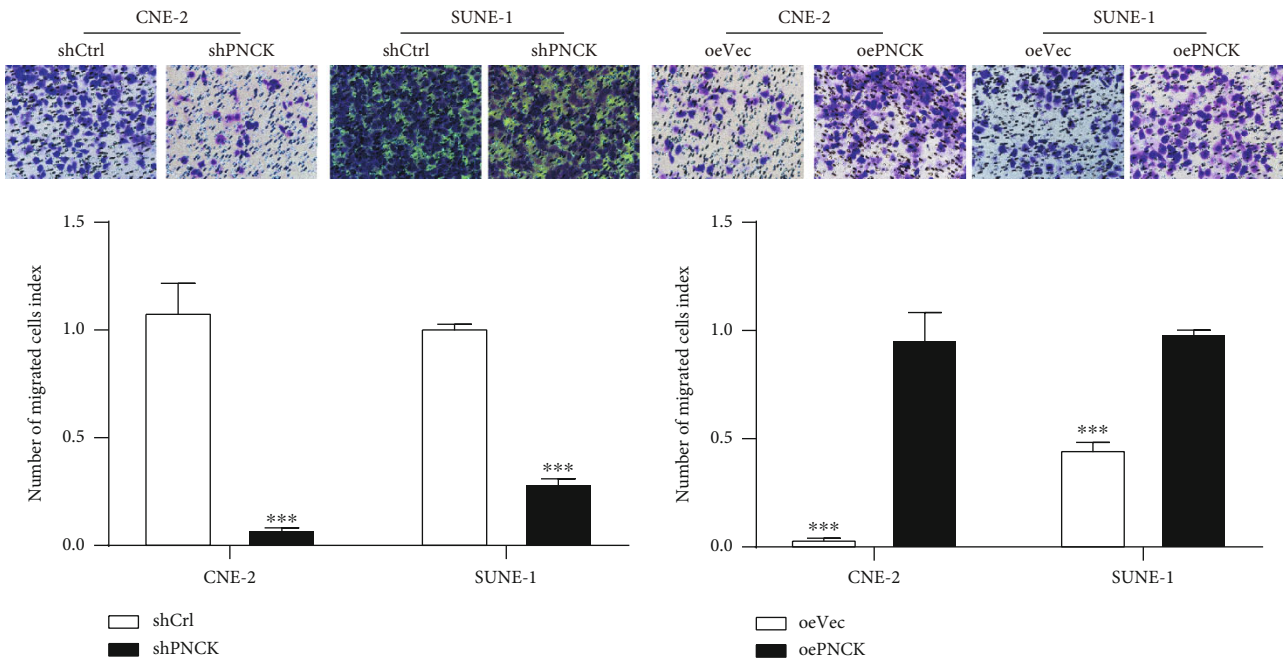 CNE-2 SUNE-1 CNE-2 SUNE-1
shCtrl shPNCK shCtrl shPNCK oeVec oePNCK oeVec oePNCK
Number of migrated cells index
1.5
1.0
0.5
0.0
***
***
CNE-2 SUNE-1
shCrl
shPNCK
Number of migrated cells index
1.5
1.0
0.5
0.0
***
***
CNE-2 SUNE-1
oeVec
oePNCK